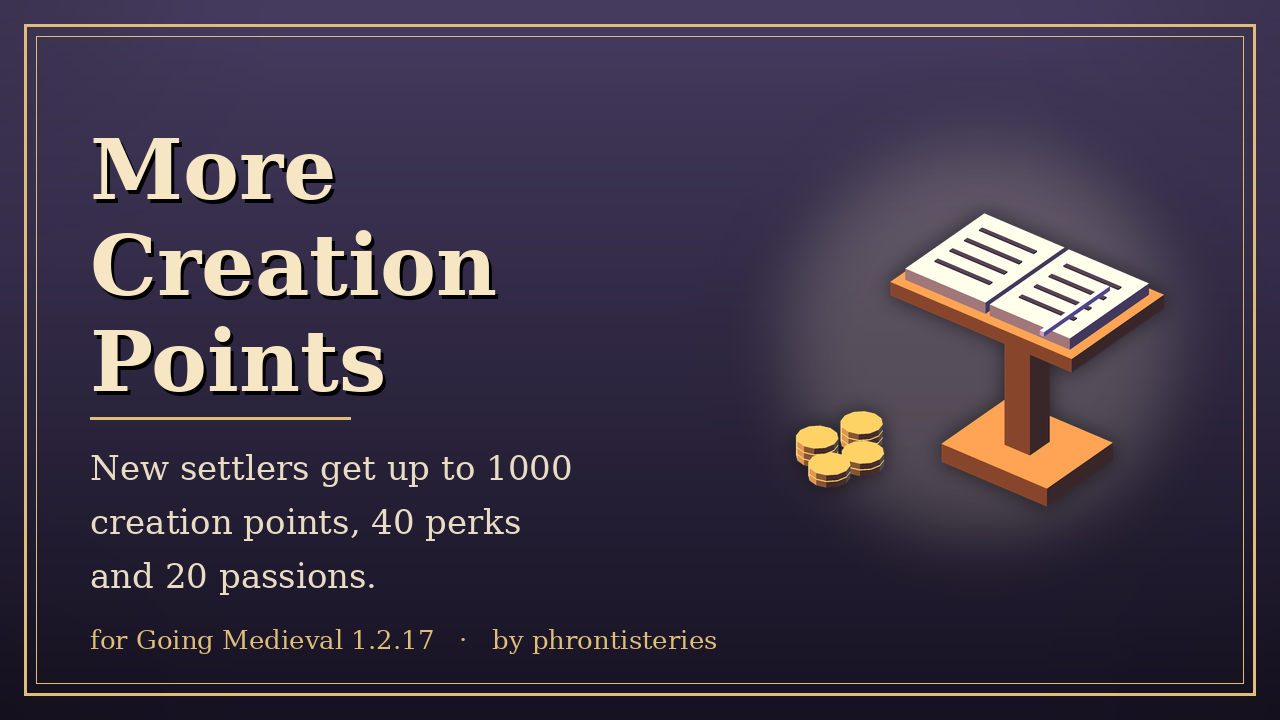 More
Creation
Points
New settlers get up to 1000
creation points, 40 perks
and 20 passions.
for Going Medieval 1.2.17 · by phrontisteries